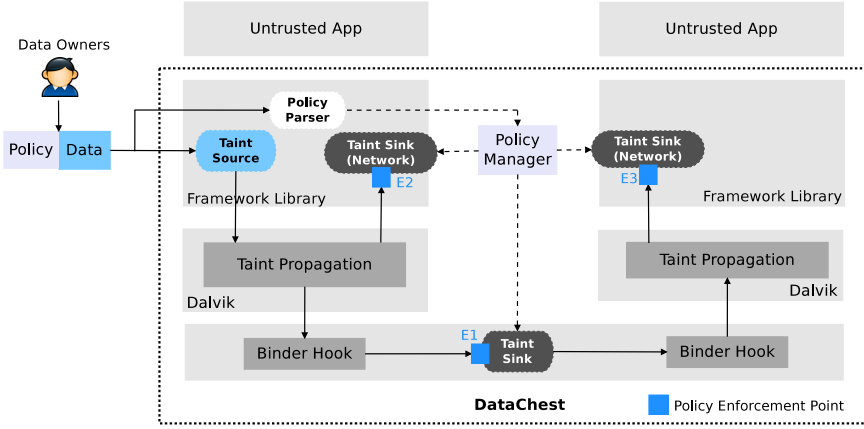 Untrusted App
Untrusted App
Data Owners
Policy
Parser
Policy
Data
Taint
Source
Taint Sink
(Network)
Policy
Manager
Taint Sink
(Network)
E2
E3
Framework Library
Framework Library
Taint Propagation
Taint Propagation
Dalvik
Dalvik
E1
Binder Hook
Taint
Sink
Binder Hook
DataChest
Policy Enforcement Point